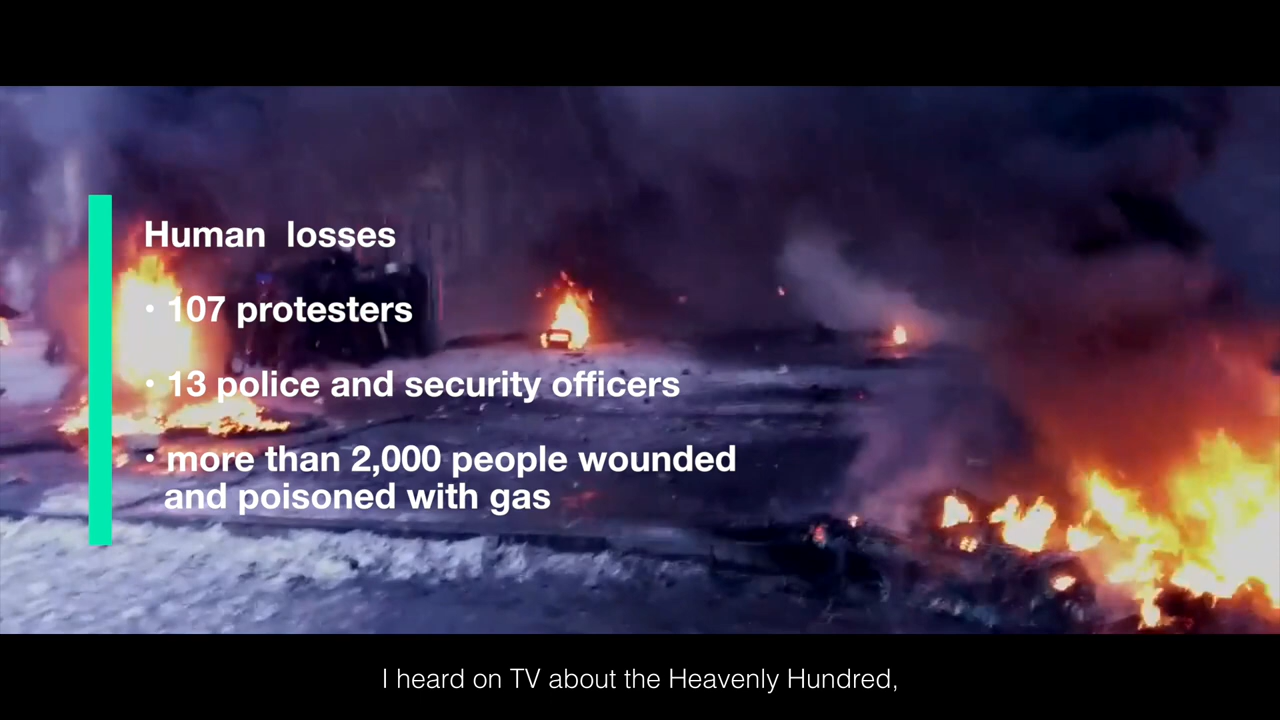 Human losses
• 107 protesters
• 13 police and security officers
• more than 2,000 people wounded
and poisoned with gas
I heard on TV about the Heavenly Hundred,